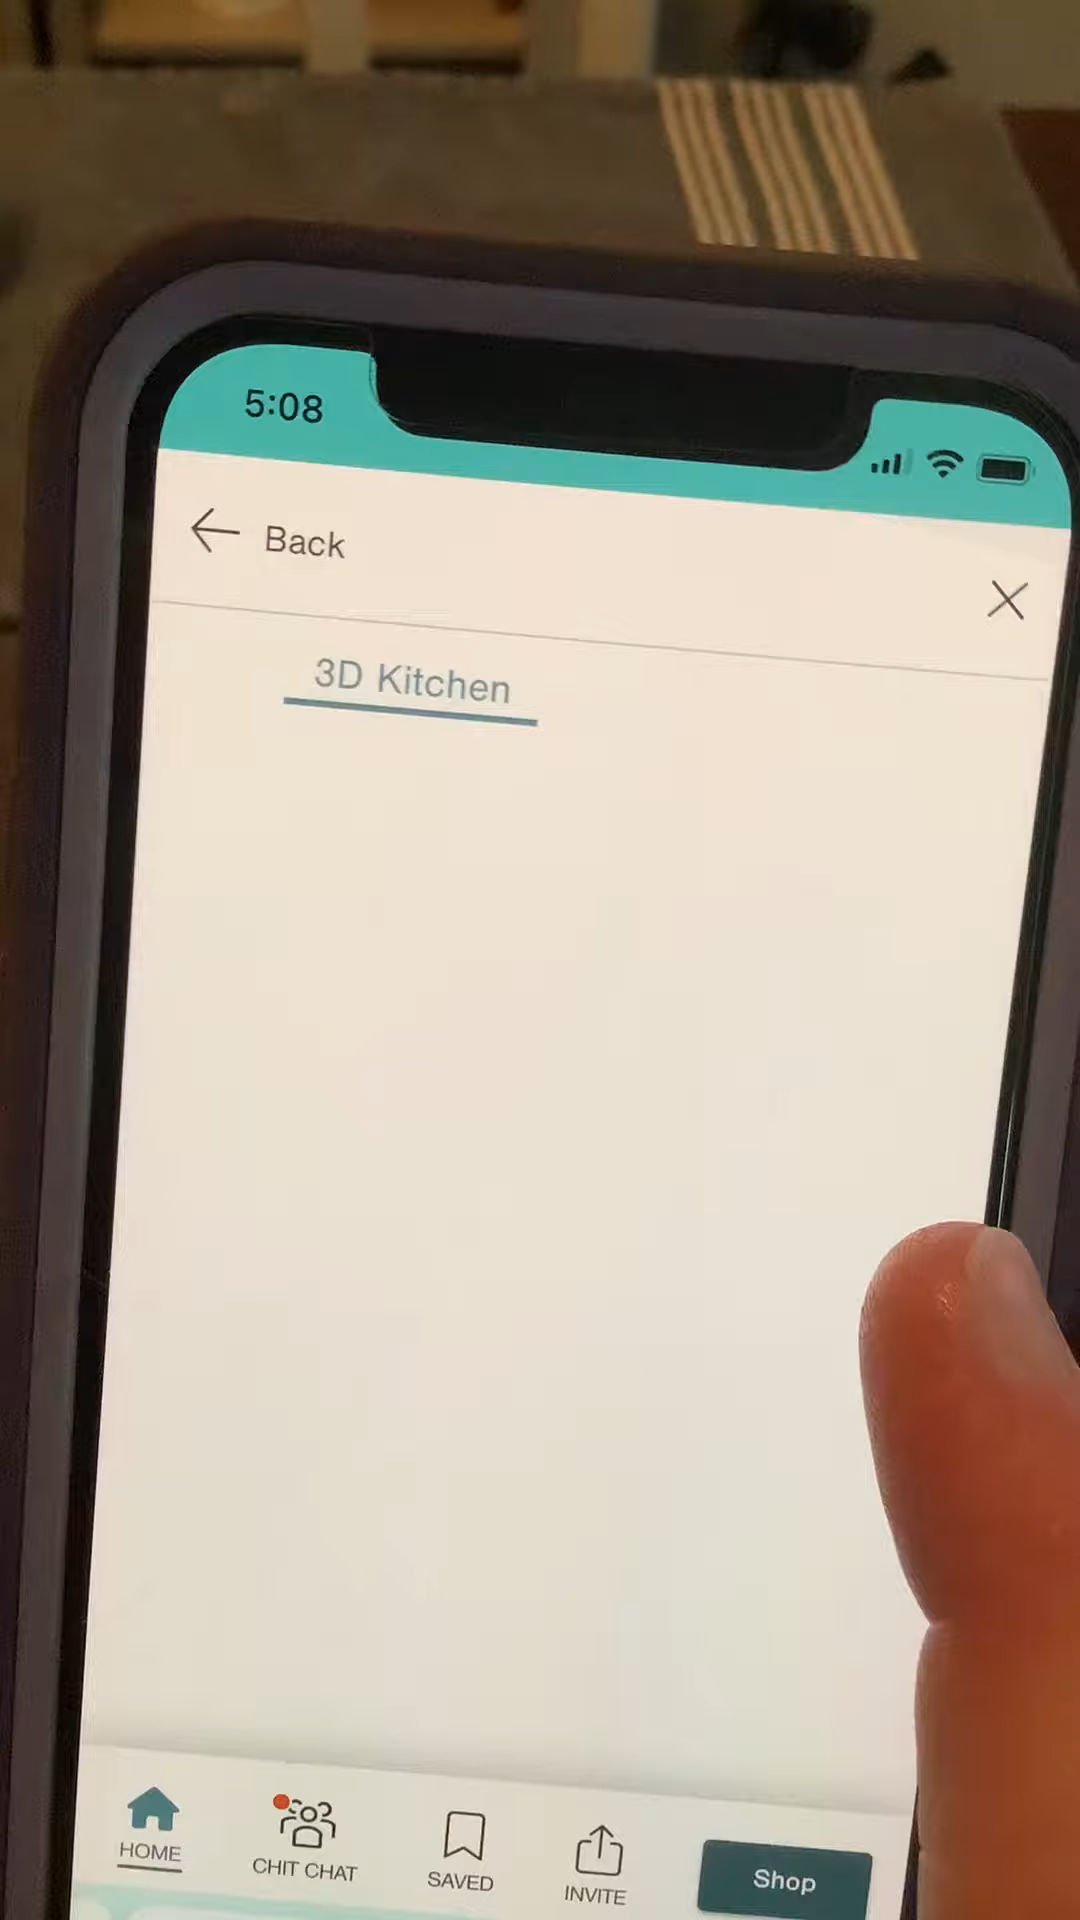 5:08
Back
3D Kitchen
HOME
CHIT CHAT
SAVED
INVITE
Shop